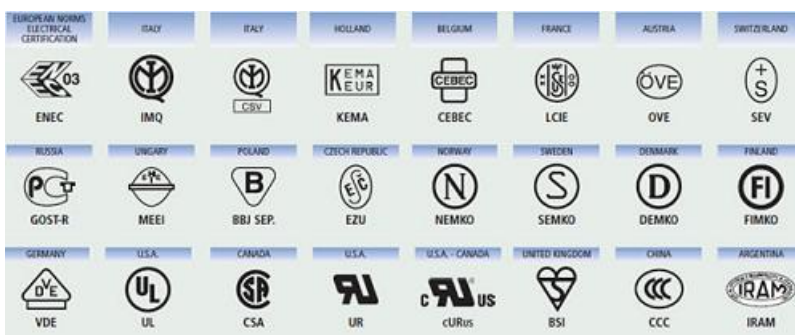 EUROPEAN NORMS
ELECTRICAL
CERTIFICATION
ITALY ITALY HOLLAND BELGIUM FRANCE AUSTRIA SWITZERLAND
03 CSV KEMA EUR CEBEC ÖVE +S
ENEC IMQ KEMA CEBEC LCIE OVE SEV
RUSSIA UNGARY POLAND CZECH REPUBLIC NORWAY SWEDEN DENMARK FINLAND
B N S D FI
GOST-R MEEI BBJ SEP. EZU NEMKO SEMKO DEMKO FIMKO
GERMANY U.S.A. CANADA U.S.A. U.S.A. - CANADA UNITED KINGDOM CHINA ARGENTINA
DVE UL C US CCC IRAM
VDE UL CSA UR cURus BSI CCC IRAM